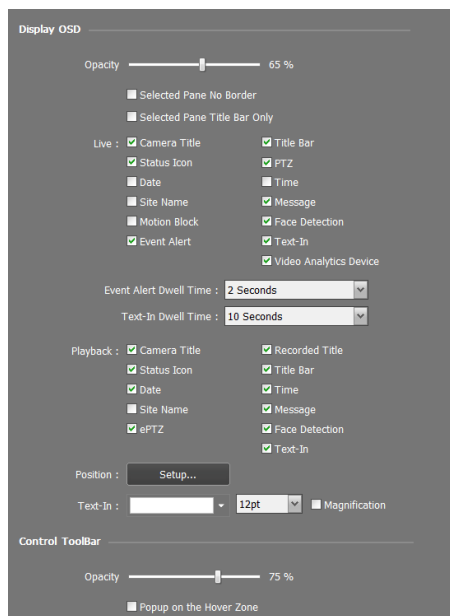 Display OSD
Opacity 65 %
Selected Pane No Border
Selected Pane Title Bar Only
Live : Camera Title Title Bar
Status Icon PTZ
Date Time
Site Name Message
Motion Block Face Detection
Event Alert Text-In
Video Analytics Device
Event Alert Dwell Time : 2 Seconds
Text-In Dwell Time : 10 Seconds
Playback : Camera Title Recorded Title
Status Icon Title Bar
Date Time
Site Name Message
ePTZ Face Detection
Text-In
Position : Setup...
Text-In : 12pt Magnification
Control ToolBar
Opacity 75 %
Popup on the Hover Zone